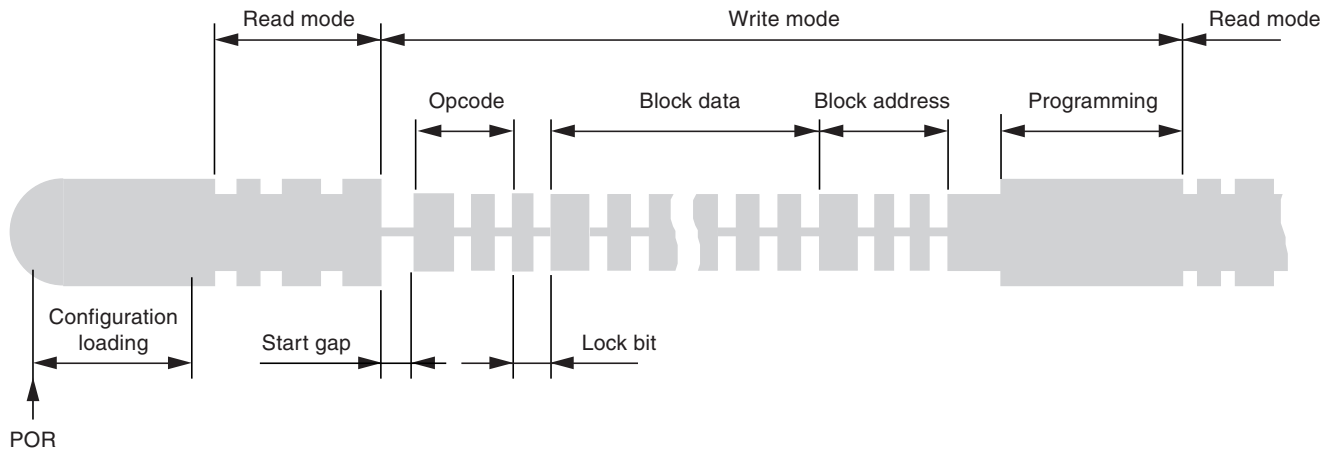 Read mode
Write mode
Read mode
Opcode
Block data
Block address
Programming
Configuration
loading
Start gap
Lock bit
POR